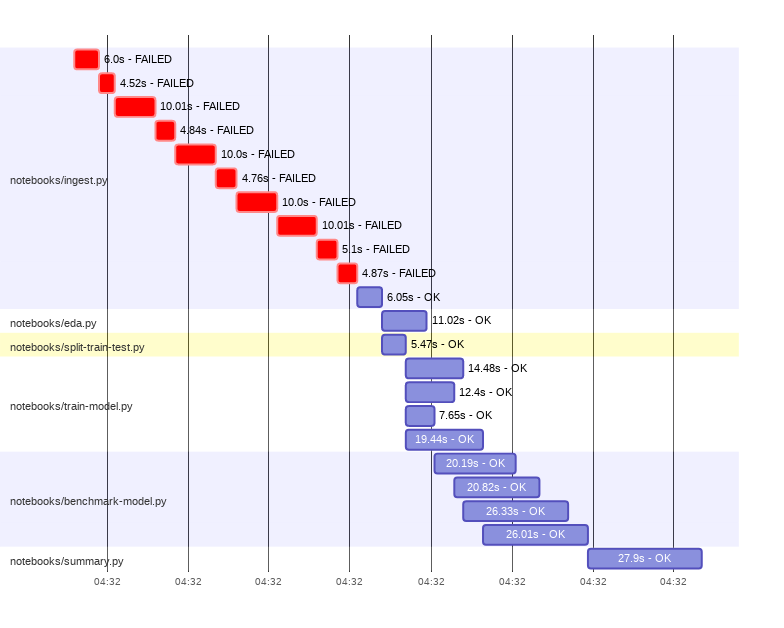 6.0s - FAILED
4.52s - FAILED
10.01s - FAILED
4.84s - FAILED
10.0s - FAILED
notebooks/ingest.py
4.76s - FAILED
10.0s - FAILED
10.01s - FAILED
5.1s - FAILED
4.87s - FAILED
6.05s - OK
notebooks/eda.py 11.02s - OK
notebooks/split-train-test.py 5.47s - OK
14.48s - OK
12.4s - OK
notebooks/train-model.py
7.65s - OK
19.44s - OK
20.19s - OK
20.82s - OK
notebooks/benchmark-model.py
26.33s - OK
26.01s - OK
notebooks/summary.py 27.9s - OK
04:32 04:32 04:32 04:32 04:32 04:32 04:32 04:32